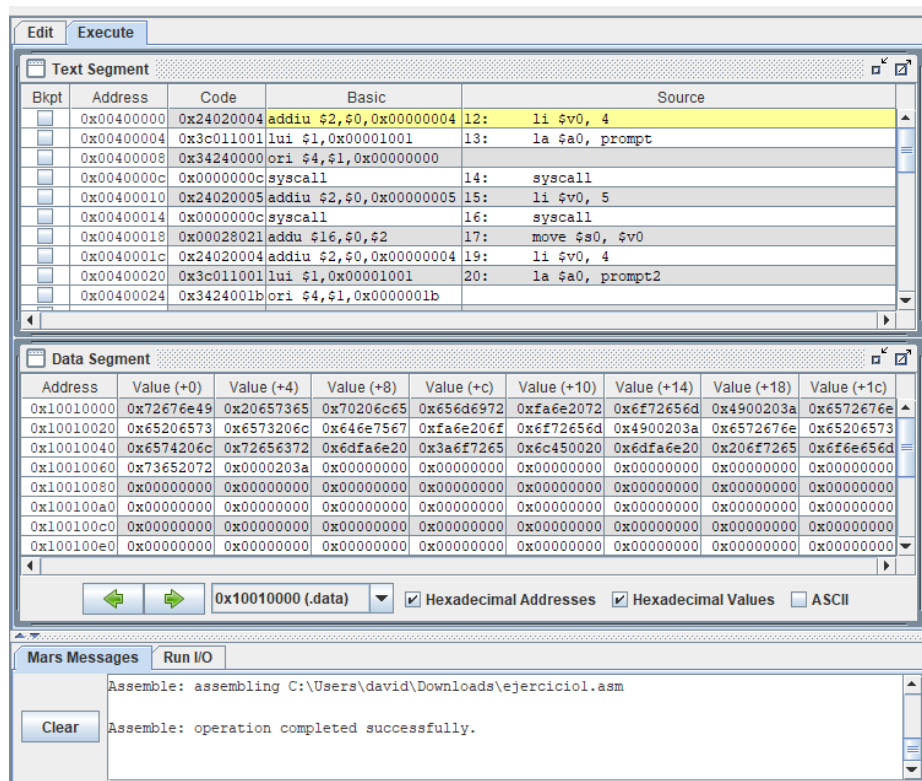 Edit Execute
Text Segment
Bkpt Address Code Basic Source
0x00400000 0x24020004 addiu $2,$0,0x00000004 12: li $v0, 4
0x00400004 0x3c011001 lui $1,0x00001001 13: la $a0, prompt
0x00400008 0x34240000 ori $4,$1,0x00000000
0x0040000c 0x0000000c syscall 14: syscall
0x00400010 0x24020005 addiu $2,$0,0x00000005 15: li $v0, 5
0x00400014 0x0000000c syscall 16: syscall
0x00400018 0x00028021 addu $16,$0,$2 17: move $s0, $v0
0x0040001c 0x24020004 addiu $2,$0,0x00000004 19: li $v0, 4
0x00400020 0x3c011001 lui $1,0x00001001 20: la $a0, prompt2
0x00400024 0x3424001b ori $4,$1,0x0000001b
Data Segment
Address Value (+0) Value (+4) Value (+8) Value (+c) Value (+10) Value (+14) Value (+18) Value (+1c)
0x10010000 0x72676e49 0x20657365 0x70206c65 0x656d6972 0xfa6e2072 0x6f72656d 0x4900203a 0x6572676e
0x10010020 0x65206573 0x6573206c 0x646e7567 0xfa6e206f 0x6f72656d 0x4900203a 0x6572676e 0x65206573
0x10010040 0x6574206c 0x72656372 0x6dfa6e20 0x3a6f7265 0x6c450020 0x6dfa6e20 0x206f7265 0x6f6e656d
0x10010060 0x73652072 0x0000203a 0x00000000 0x00000000 0x00000000 0x00000000 0x00000000 0x00000000
0x10010080 0x00000000 0x00000000 0x00000000 0x00000000 0x00000000 0x00000000 0x00000000 0x00000000
0x100100a0 0x00000000 0x00000000 0x00000000 0x00000000 0x00000000 0x00000000 0x00000000 0x00000000
0x100100c0 0x00000000 0x00000000 0x00000000 0x00000000 0x00000000 0x00000000 0x00000000 0x00000000
0x100100e0 0x00000000 0x00000000 0x00000000 0x00000000 0x00000000 0x00000000 0x00000000 0x00000000
0x10010000 (.data) Hexadecimal Addresses Hexadecimal Values ASCII
Mars Messages Run I/O
Assemble: assembling C:\Users\david\Downloads\ejercicio1.asm
Clear
Assemble: operation completed successfully.